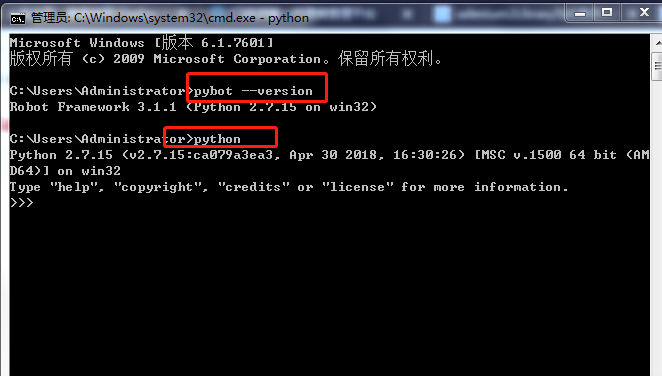 管理员: C:\Windows\system32\cmd.exe - python
Microsoft Windows [版本 6.1.7601]
版权所有 (c) 2009 Microsoft Corporation。保留所有权利。
C:\Users\Administrator>pybot --version
Robot Framework 3.1.1 (Python 2.7.15 on win32)
C:\Users\Administrator>python
Python 2.7.15 (v2.7.15:ca079a3ea3, Apr 30 2018, 16:30:26) [MSC v.1500 64 bit (AM
D64)] on win32
Type "help", "copyright", "credits" or "license" for more information.
>>>